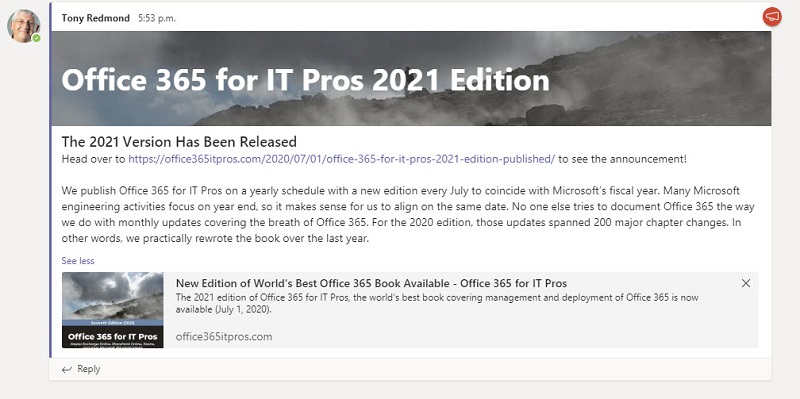 Tony Redmond 5:53 p.m.
Office 365 for IT Pros 2021 Edition
The 2021 Version Has Been Released
Head over to https://office365itpros.com/2020/07/01/office-365-for-it-pros-2021-edition-published/ to see the announcement!
We publish Office 365 for IT Pros on a yearly schedule with a new edition every July to coincide with Microsoft's fiscal year. Many Microsoft
engineering activities focus on year end, so it makes sense for us to align on the same date. No one else tries to document Office 365 the way
we do with monthly updates covering the breath of Office 365. For the 2020 edition, those updates spanned 200 major chapter changes. In
other words, we practically rewrote the book over the last year.
See less
New Edition of World's Best Office 365 Book Available - Office 365 for IT Pros
The 2021 edition of Office 365 for IT Pros, the world's best book covering management and deployment of Office 365 is now
available (July 1, 2020).
office365itpros.com
Office 365 for IT Pros
Reply